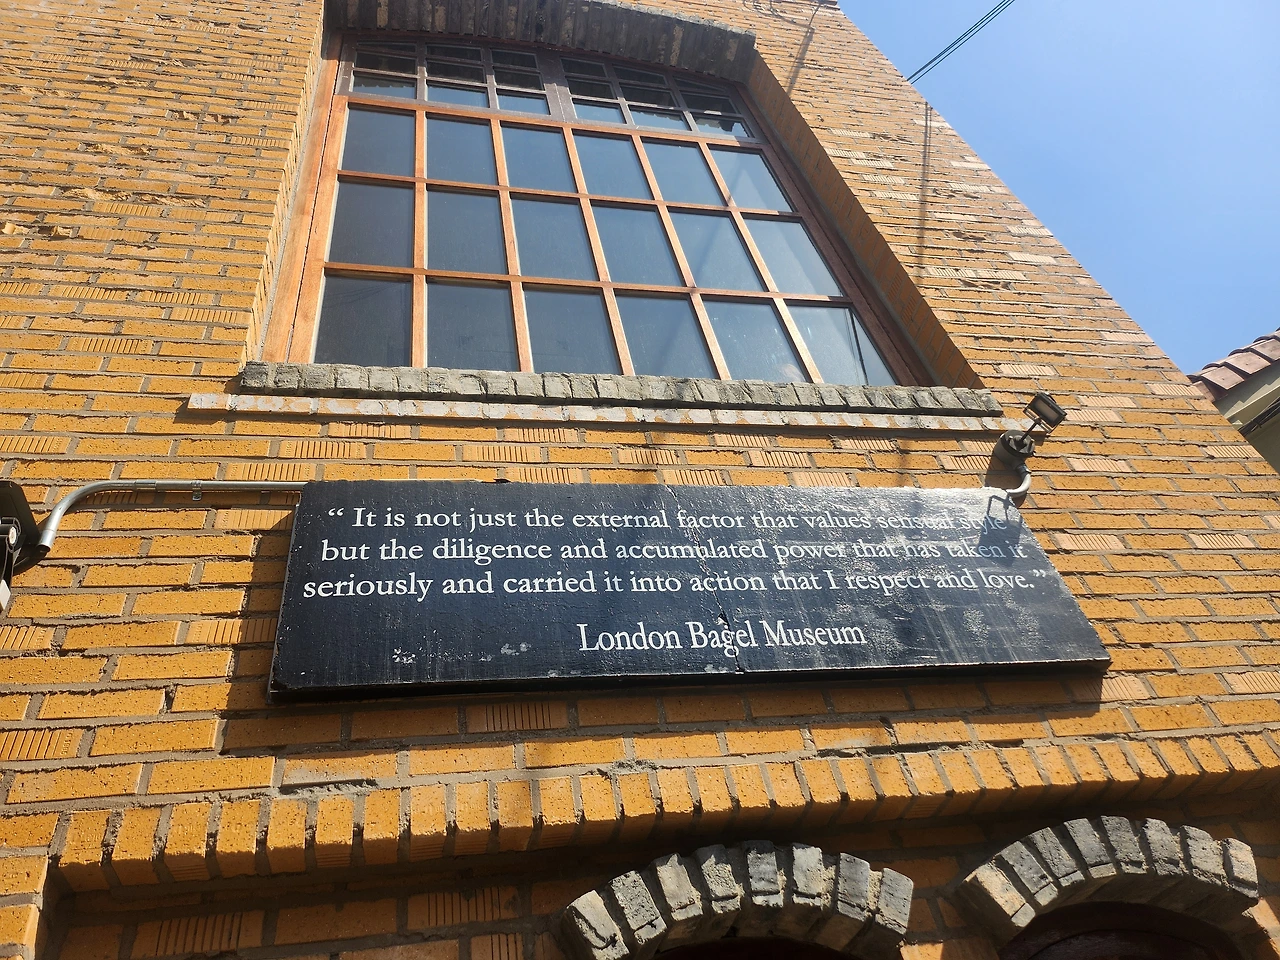 “ It is not just the external factor that values sensual style
but the diligence and accumulated power that has taken it
seriously and carried it into action that I respect and love.”
London Bagel Museum